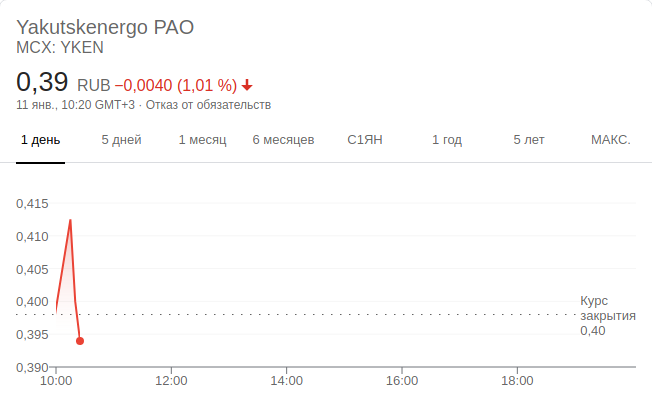 Yakutskenergo PAO
MCX: YKEN
0,39 RUB −0,0040 (1,01 %)
11 янв., 10:20 GMT+3 · Отказ от обязательств
1 день 5 дней 1 месяц 6 месяцев С1ЯН 1 год 5 лет МАКС.
0,415
0,410
0,405
0,400
0,395
0,390
Курс
закрытия
0,40
10:00 12:00 14:00 16:00 18:00